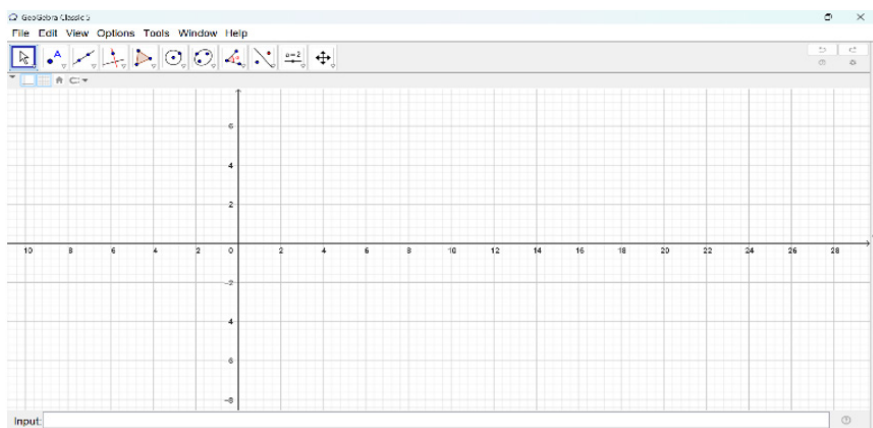 GeoGebra Classic 5
File Edit View Options Tools Window Help
A
a=2
6
4
2
10 8 6 4 2 0 2 4 6 8 10 12 14 16 18 20 22 24 26 28
-2
4
6
-8
Input: